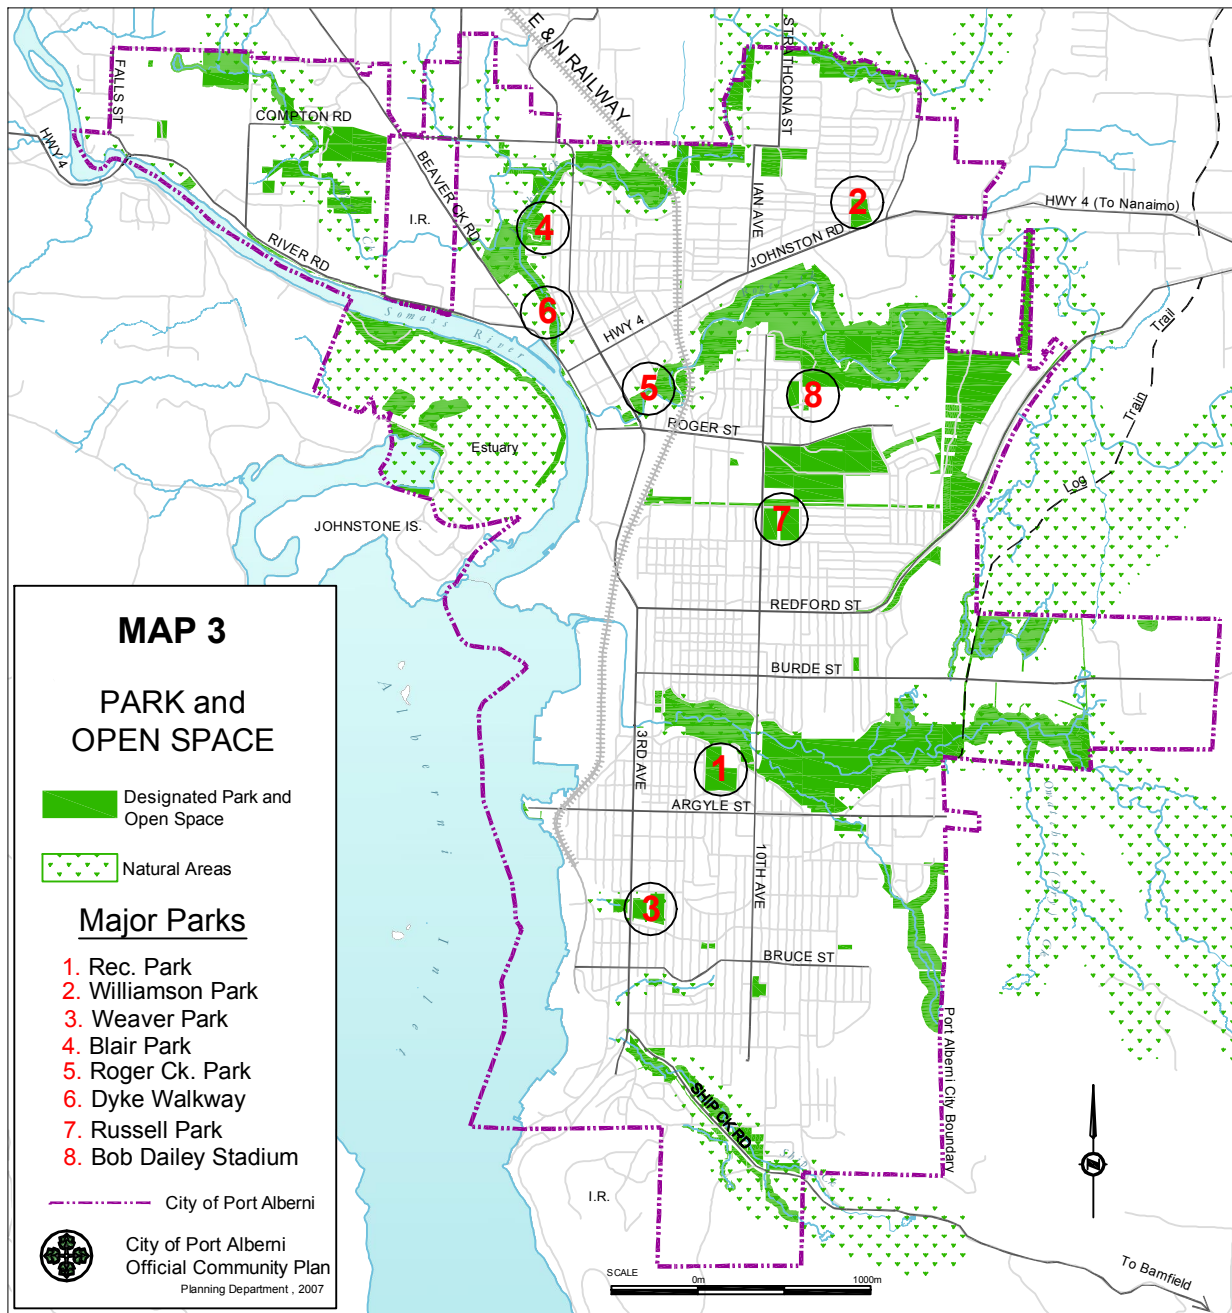 E & N RAILWAY
STRATHCONA ST
FALLS ST
HWY 4
COMPTON RD
BEAVER CK RD
I.R.
RIVER RD
IAN AVE
2
JOHNSTON RD
HWY 4 (To Nanaimo)
4
6
HWY 4
Somass River
Trail
Train
Log
5
8
ROGER ST
Estuary
7
JOHNSTONE IS.
REDFORD ST
BURDE ST
3RD AVE
1
ARGYLE ST
10TH AVE
3
BRUCE ST
Alberni Inlet
Port Alberni City Boundary
SHIP CK RD
I.R.
To Bamfield
SCALE
0m
1000m
Z
MAP 3
PARK and
OPEN SPACE
Designated Park and
Open Space
Natural Areas
Major Parks
1. Rec. Park
2. Williamson Park
3. Weaver Park
4. Blair Park
5. Roger Ck. Park
6. Dyke Walkway
7. Russell Park
8. Bob Dailey Stadium
City of Port Alberni
City of Port Alberni
Official Community Plan
Planning Department , 2007